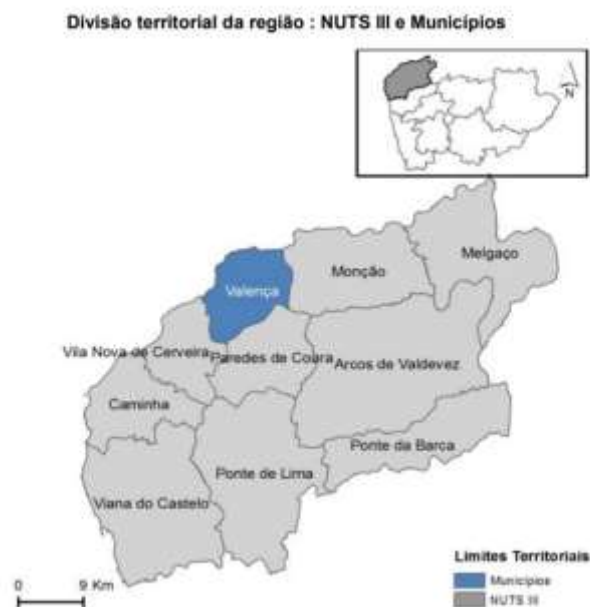 Divisão territorial da região : NUTS III e Municípios
N
Melgaço
Monção
Valença
Vila Nova de Cerveira
Paredes de Coura
Arcos de Valdevez
Caminha
Ponte da Barca
Ponte de Lima
Viana do Castelo
Limites Territoriais
0 9 Km
Municípios
NUTS III